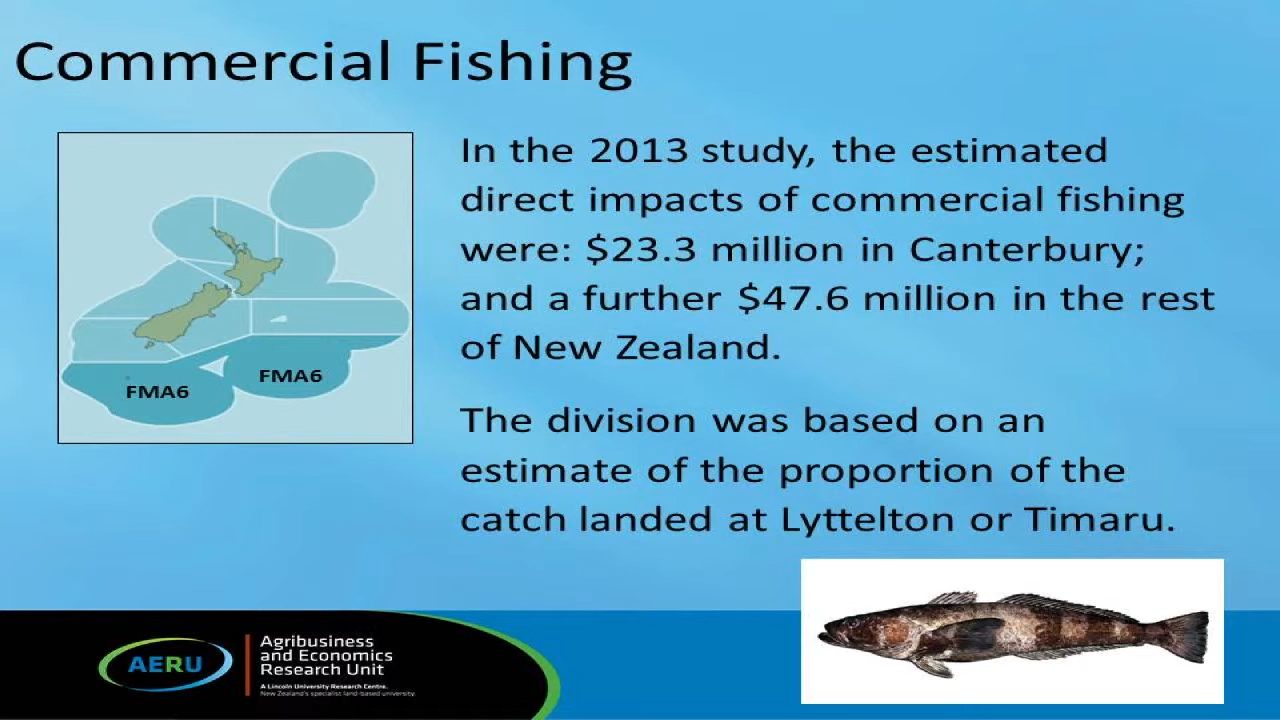 Commercial Fishing
In the 2013 study, the estimated
direct impacts of commercial fishing
were: $23.3 million in Canterbury;
and a further $47.6 million in the rest
of New Zealand.
The division was based on an
estimate of the proportion of the
catch landed at Lyttelton or Timaru.
FMA6
FMA6
AERU
Agribusiness
and Economics
Research Unit
A Lincoln University Research Centre.
New Zealand's specialist land-based university.